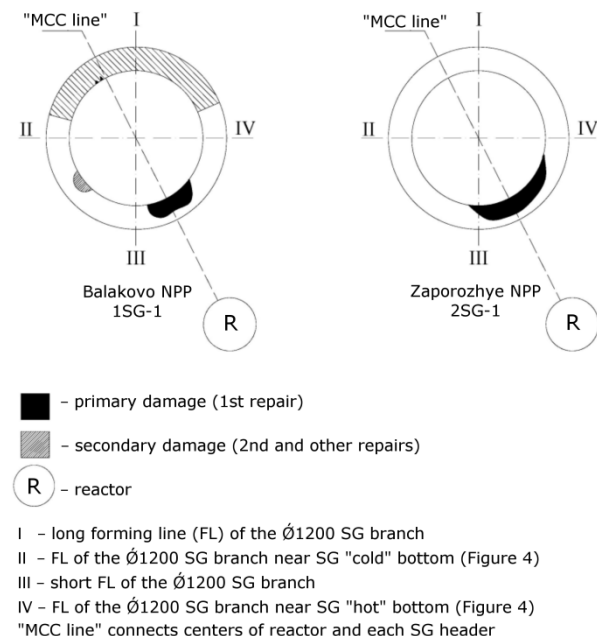 "MCC line"
I
II
IV
III
Balakovo NPP
1SG-1
R
"MCC line"
I
II
IV
III
Zaporozhye NPP
2SG-1
R
– primary damage (1st repair)
– secondary damage (2nd and other repairs)
R – reactor
I – long forming line (FL) of the Ǿ1200 SG branch
II – FL of the Ǿ1200 SG branch near SG "cold" bottom (Figure 4)
III – short FL of the Ǿ1200 SG branch
IV – FL of the Ǿ1200 SG branch near SG "hot" bottom (Figure 4)
"MCC line" connects centers of reactor and each SG header